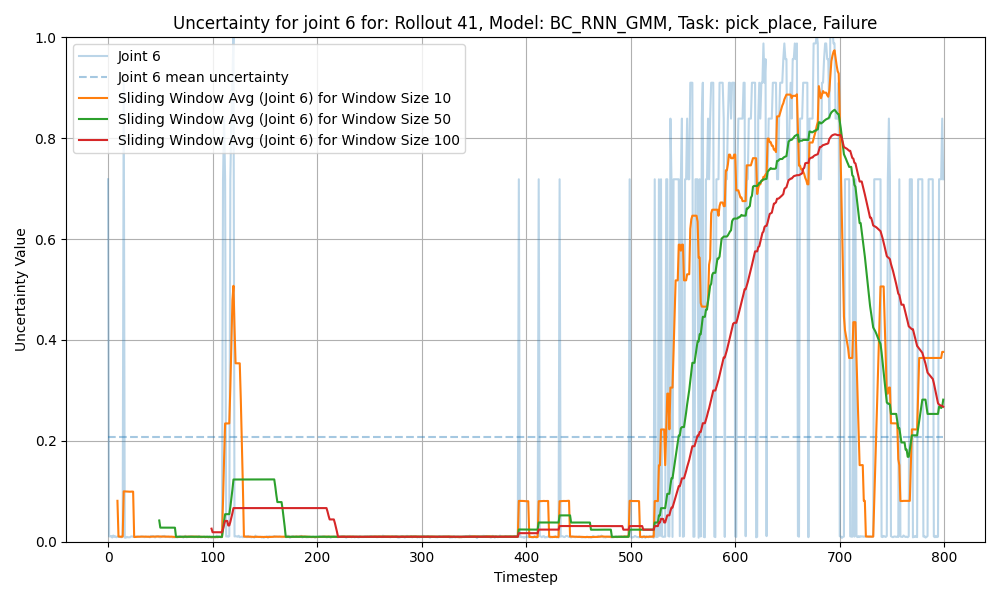 Uncertainty for joint 6 for: Rollout 41, Model: BC_RNN_GMM, Task: pick_place, Failure
Joint 6
Joint 6 mean uncertainty
Sliding Window Avg (Joint 6) for Window Size 10
Sliding Window Avg (Joint 6) for Window Size 50
Sliding Window Avg (Joint 6) for Window Size 100
Uncertainty Value
1.0
0.8
0.6
0.4
0.2
0.0
0 100 200 300 400 500 600 700 800
Timestep